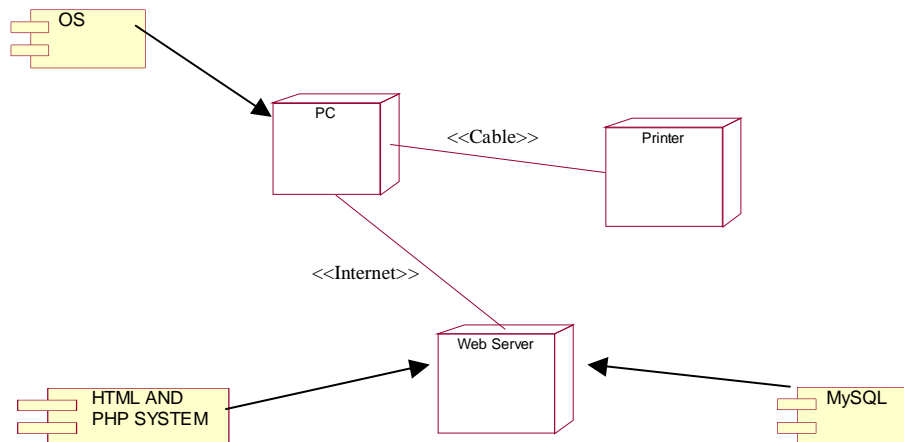 OS
PC
<<Cable>>
Printer
<<Internet>>
Web Server
HTML AND
PHP SYSTEM
MySQL